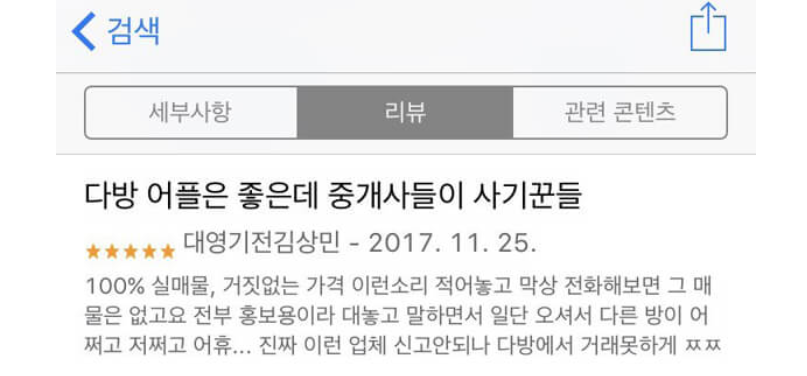 검색
세부사항
리뷰
관련 콘텐츠
다방 어플은 좋은데 중개사들이 사기꾼들
★★★★★ 대영기전김상민 - 2017. 11. 25.
100% 실매물, 거짓없는 가격 이런소리 적어놓고 막상 전화해보면 그 매
물은 없고요 전부 홍보용이라 대놓고 말하면서 일단 오셔서 다른 방이 어
쩌고 저쩌고 어휴... 진짜 이런 업체 신고안되나 다방에서 거래못하게 ㅉㅉ